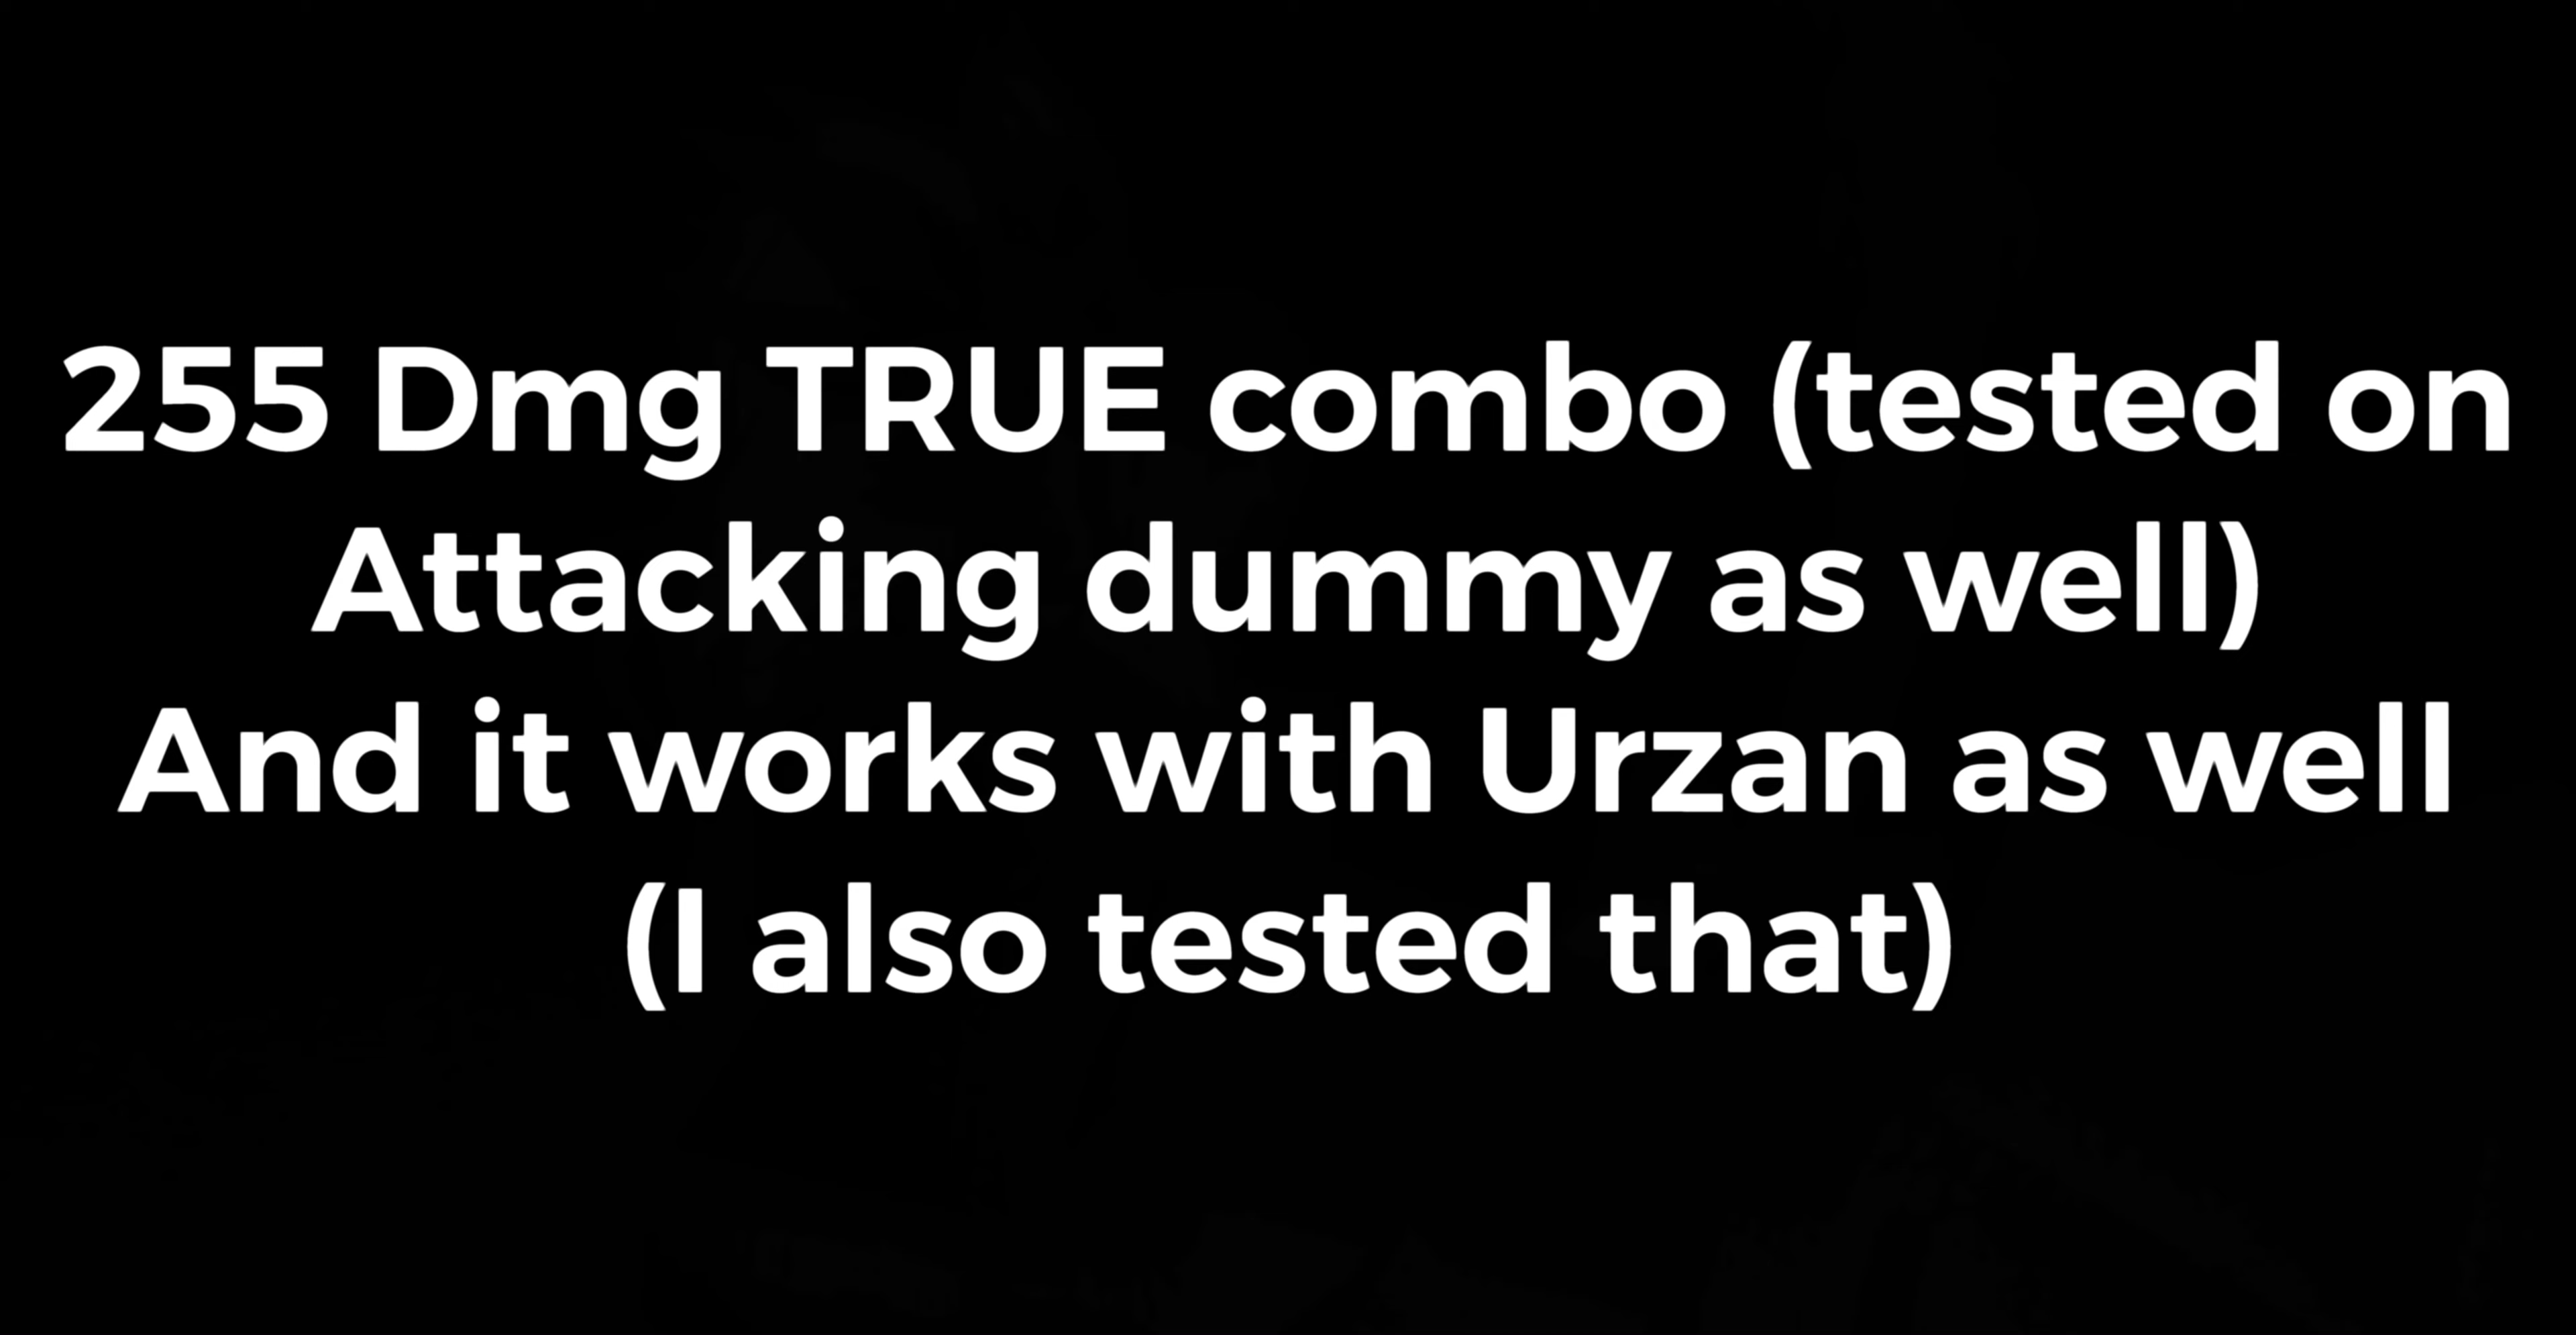 255 Dmg TRUE combo (tested on
Attacking dummy as well)
And it works with Urzan as well
(I also tested that)